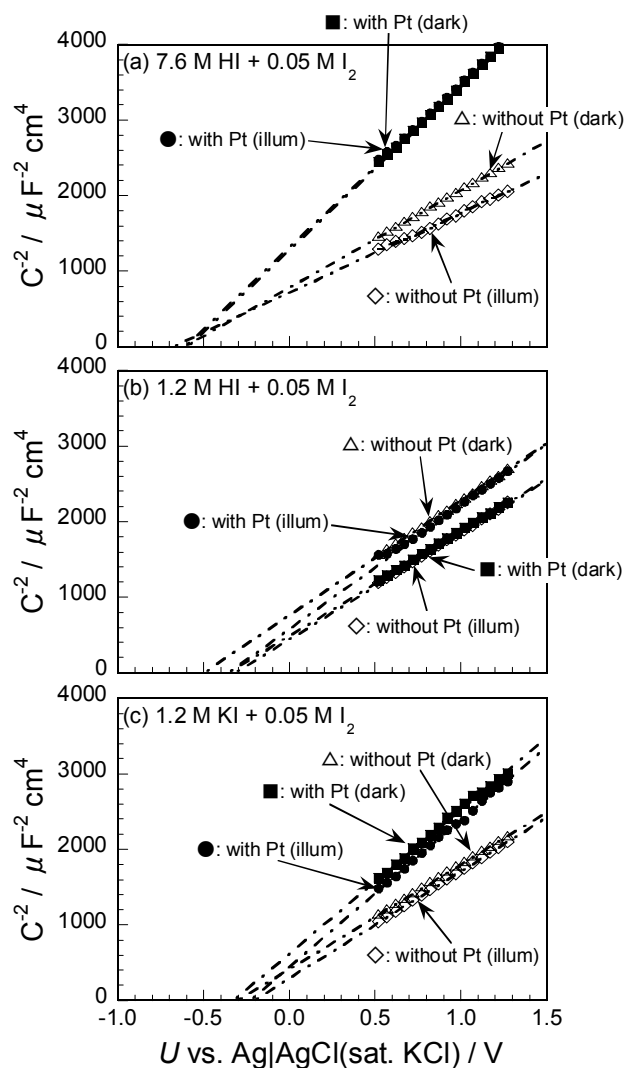 ■: with Pt (dark)
4000
(a) 7.6 M HI + 0.05 M I₂
●: with Pt (illum)
△: without Pt (dark)
3000
2000
1000
0
◇: without Pt (illum)
C⁻² / μF⁻² cm⁴
4000
(b) 1.2 M HI + 0.05 M I₂
△: without Pt (dark)
3000
●: with Pt (illum)
2000
■: with Pt (dark)
1000
◇: without Pt (illum)
0
C⁻² / μF⁻² cm⁴
4000
(c) 1.2 M KI + 0.05 M I₂
△: without Pt (dark)
3000
■: with Pt (dark)
●: with Pt (illum)
2000
1000
◇: without Pt (illum)
0
C⁻² / μF⁻² cm⁴
-1.0 -0.5 0.0 0.5 1.0 1.5
U vs. Ag|AgCl(sat. KCl) / V